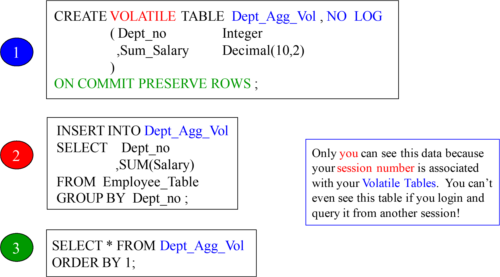 1
CREATE VOLATILE TABLE Dept_Agg_Vol , NO LOG
( Dept_no Integer
,Sum_Salary Decimal(10,2)
)
ON COMMIT PRESERVE ROWS ;
2
INSERT INTO Dept_Agg_Vol
SELECT Dept_no
,SUM(Salary)
FROM Employee_Table
GROUP BY Dept_no ;
Only you can see this data because
your session number is associated
with your Volatile Tables. You can't
even see this table if you login and
query it from another session!
3
SELECT * FROM Dept_Agg_Vol
ORDER BY 1;